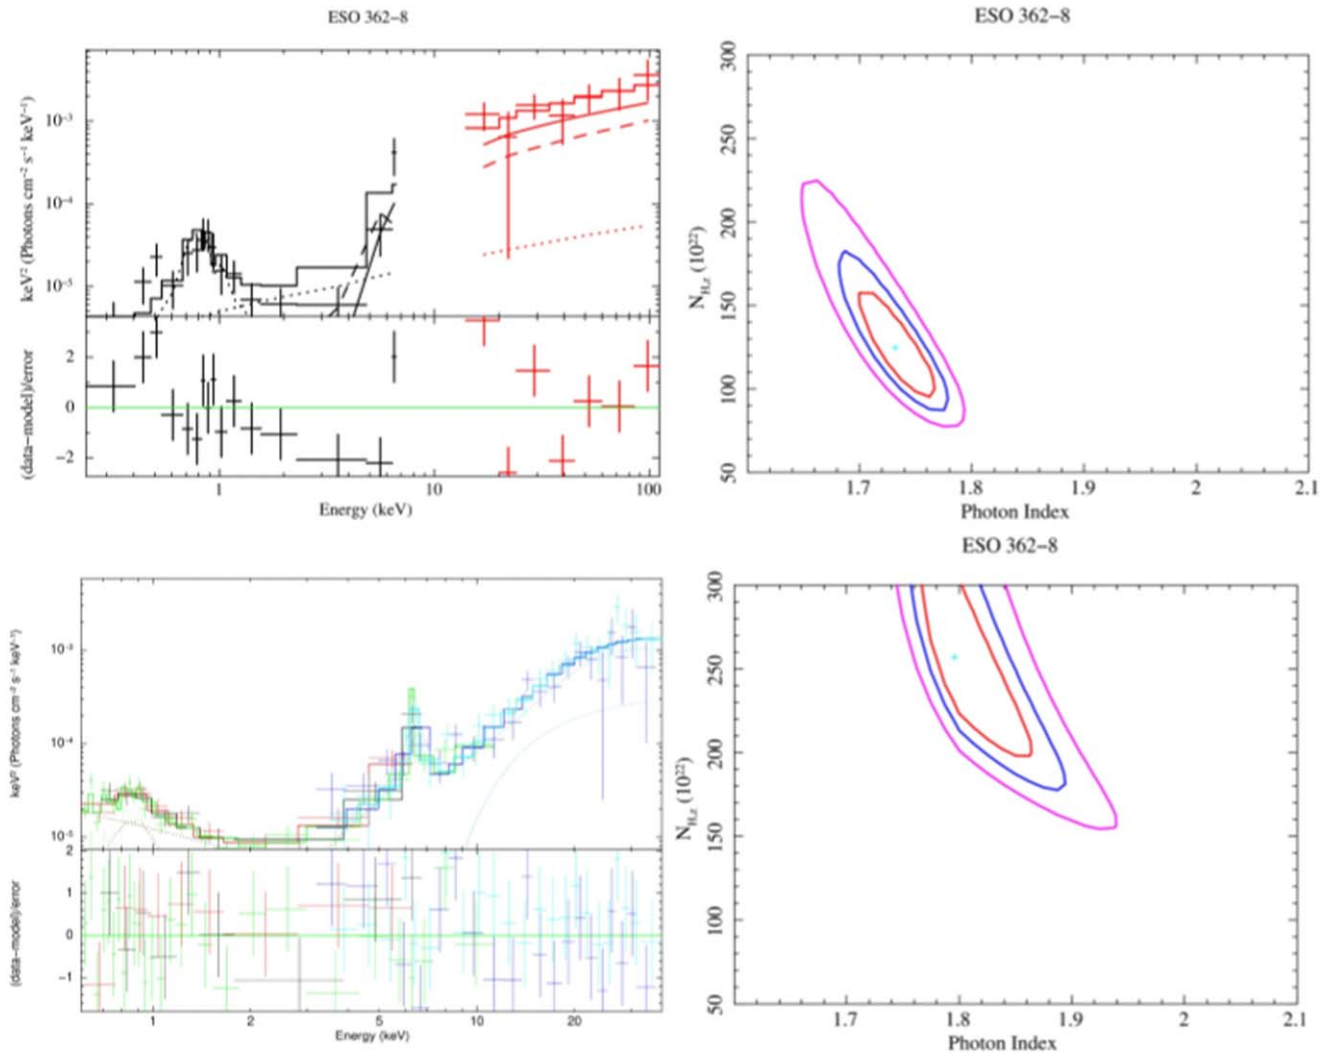 ESO 362−8
keV² (Photons cm⁻² s⁻¹ keV⁻¹)
10⁻³
10⁻⁴
10⁻⁵
(data−model)/error
2
0
−2
1 10 100
Energy (keV)
ESO 362−8
N_H,z (10²²)
300
250
200
150
100
50
1.7 1.8 1.9 2 2.1
Photon Index
keV² (Photons cm⁻² s⁻¹ keV⁻¹)
10⁻³
10⁻⁴
10⁻⁵
(data−model)/error
2
1
0
−1
1 2 5 10 20
Energy (keV)
ESO 362−8
N_H,z (10²²)
300
250
200
150
100
50
1.7 1.8 1.9 2 2.1
Photon Index